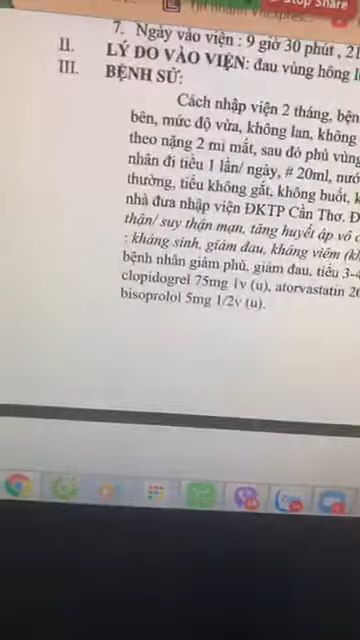 Stop Share
7. Ngày vào viện : 9 giờ 30 phút , 21
II. LÝ DO VÀO VIỆN: đau vùng hông
III. BỆNH SỬ:
Cách nhập viện 2 tháng, bện
bên, mức độ vừa, không lan, không
theo nặng 2 mi mắt, sau đó phù vùng
nhân đi tiểu 1 lần/ ngày, # 20ml, nướ
thường, tiểu không gắt, không buốt, k
nhà đưa nhập viện ĐKTP Cần Thơ. Đ
thận/ suy thận mạn, tăng huyết áp vô c
: kháng sinh, giảm đau, kháng viêm (kh
bệnh nhân giảm phù, giảm đau, tiểu 3-4
clopidogrel 75mg 1v (u), atorvastatin 2
bisoprolol 5mg 1/2v (u).